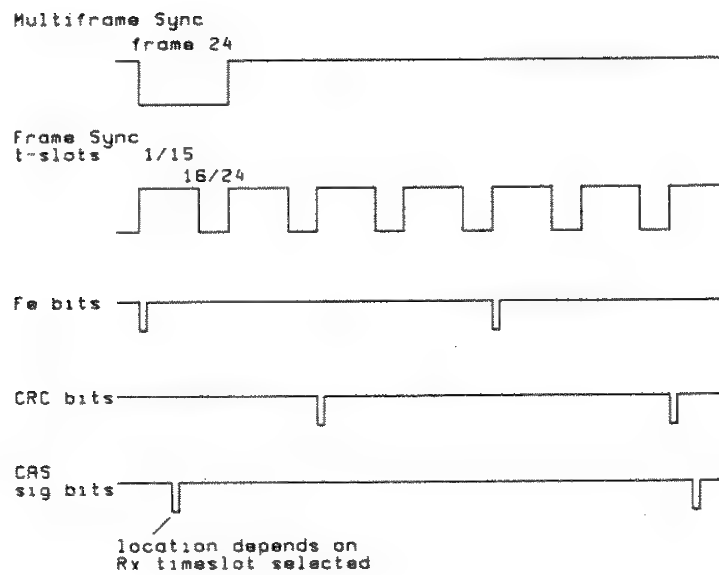 Multiframe Sync
frame 24
Frame Sync
t-slots 1/15
16/24
Fe bits
CRC bits
CAS
sig bits
location depends on
Rx timeslot selected